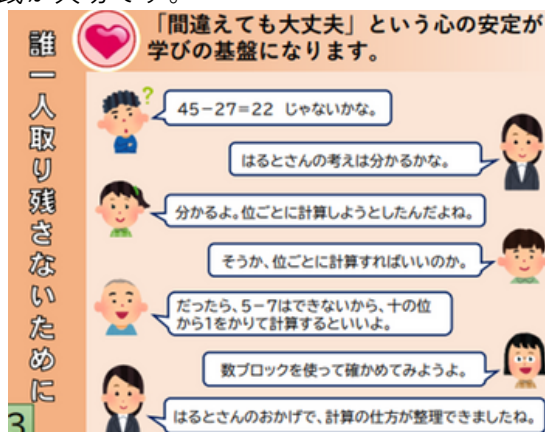 「間違えても大丈夫」という心の安定が
学びの基盤になります。
誰一人取り残さないために
?
45-27=22 じゃないかな。
はるとさんの考えは分かるかな。
分かるよ。位ごとに計算しようとしたんだよね。
そうか、位ごとに計算すればいいのか。
だったら、5-7はできないから、十の位
から1をかりて計算するといいよ。
数ブロックを使って確かめてみようよ。
はるとさんのおかげで、計算の仕方が整理できましたね。
3